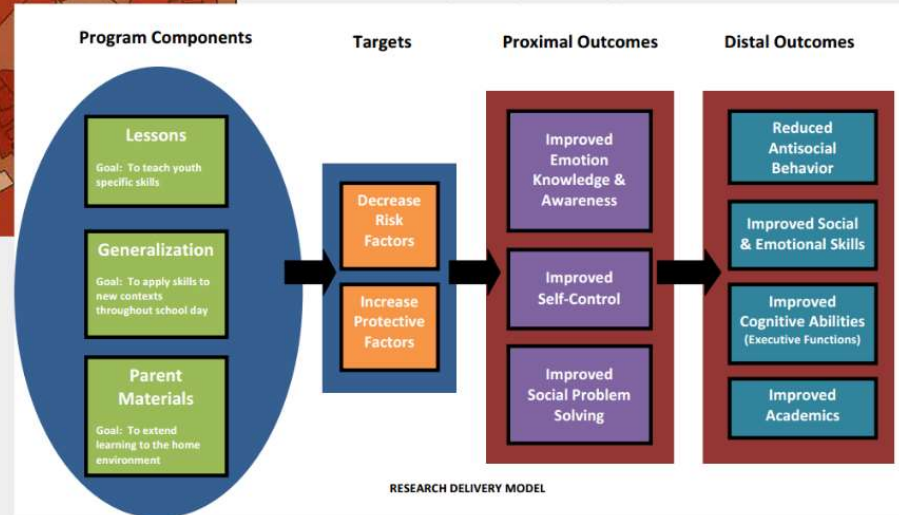 Program Components
Targets
Proximal Outcomes
Distal Outcomes
Lessons
Goal: To teach youth
specific skills
Generalization
Goal: To apply skills to
new contexts
throughout school day
Parent
Materials
Goal: To extend
learning to the home
environment
Decrease
Risk
Factors
Increase
Protective
Factors
Improved
Emotion
Knowledge &
Awareness
Improved
Self-Control
Improved
Social Problem
Solving
Reduced
Antisocial
Behavior
Improved Social
& Emotional Skills
Improved
Cognitive Abilities
(Executive Functions)
Improved
Academics
RESEARCH DELIVERY MODEL